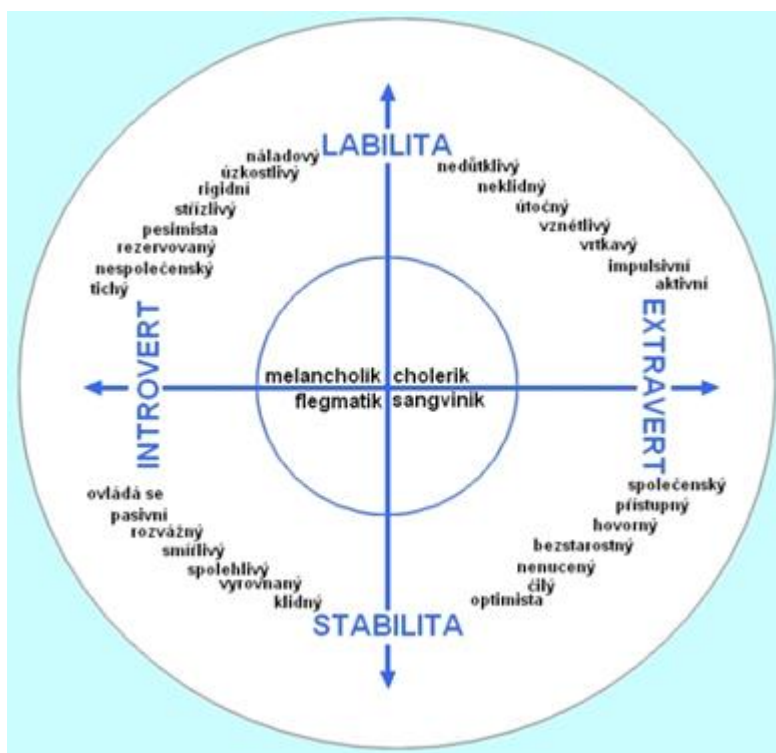 LABILITA
náladový
úzkostlivý
rigidní
střízlivý
pesimista
rezervovaný
nespolečenský
tichý
nedůtklivý
neklidný
útočný
vznětlivý
vrtkavý
impulsivní
aktivní
INTROVERT
EXTRAVERT
melancholik cholerik
flegmatik sangvinik
ovládá se
pasivní
rozvážný
smířlivý
spolehlivý
vyrovnaný
klidný
společenský
přístupný
hovorný
bezstarostný
nenucený
čilý
optimista
STABILITA